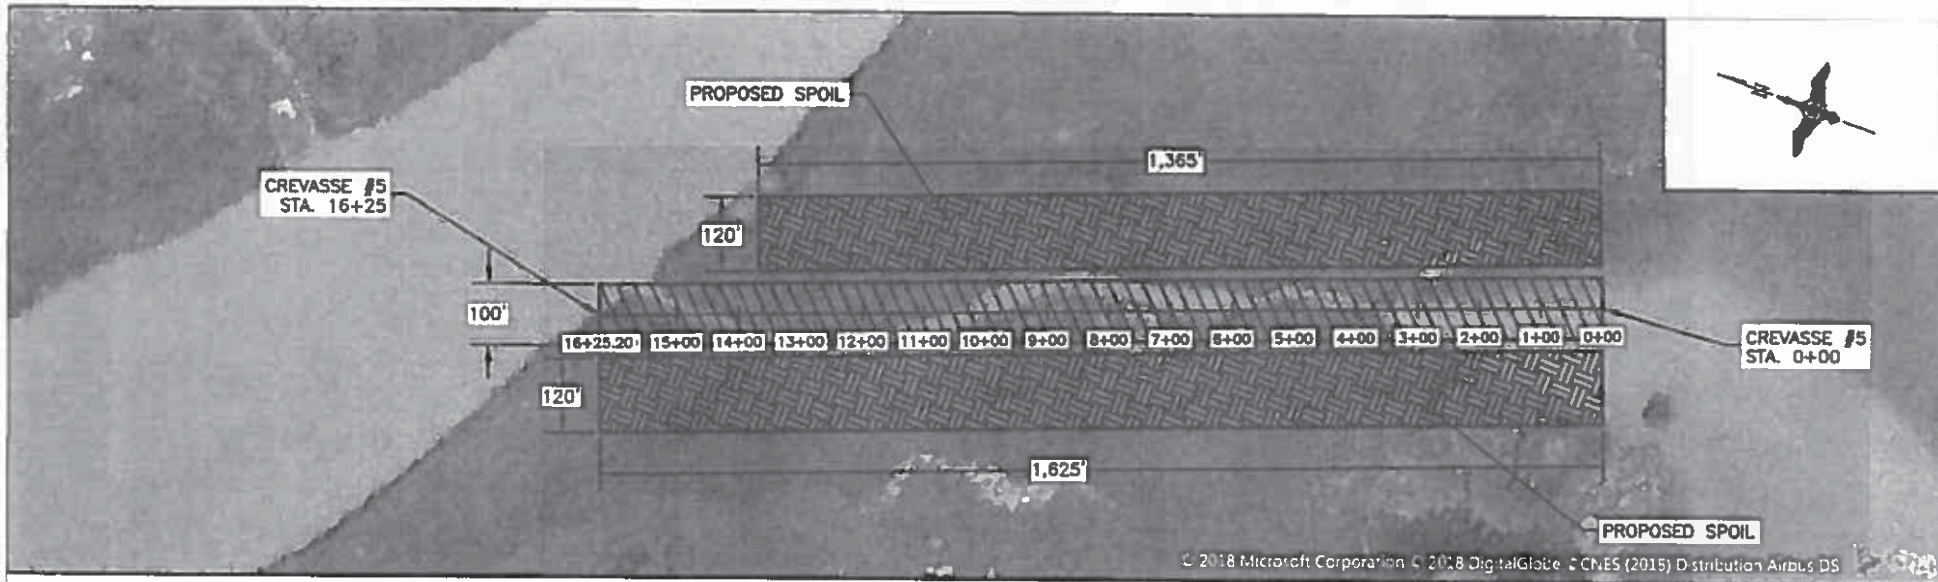 PROPOSED SPOIL
1,365'
CREVASSE #5
STA. 16+25
120'
100'
16+25.20
15+00
14+00
13+00
12+00
11+00
10+00
9+00
8+00
7+00
6+00
5+00
4+00
3+00
2+00
1+00
0+00
CREVASSE #5
STA. 0+00
120'
1,625'
PROPOSED SPOIL
© 2018 Microsoft Corporation © 2018 DigitalGlobe © CNES (2018) Distribution Airbus DS
N